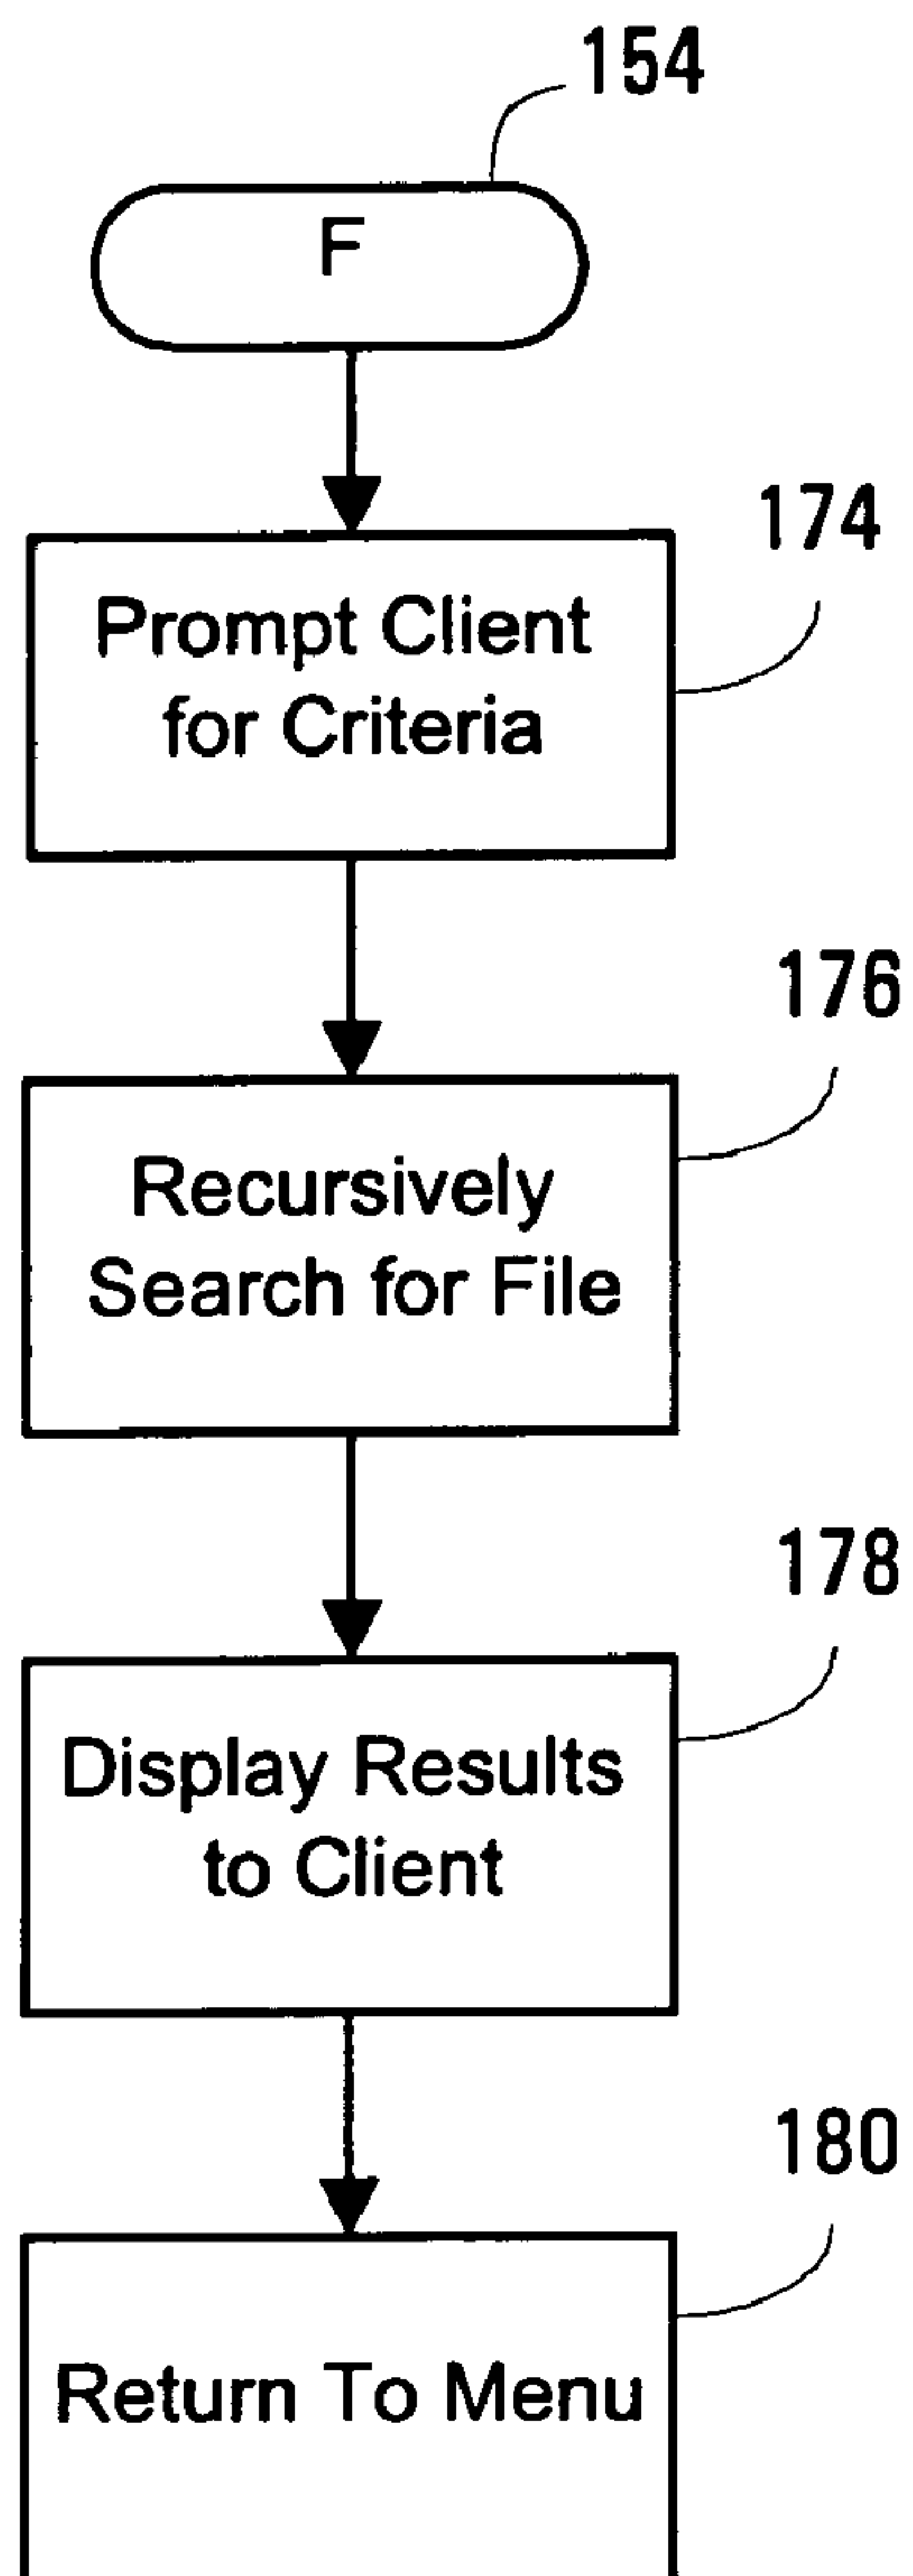 154
F
174
Prompt Client
for Criteria
176
Recursively
Search for File
178
Display Results
to Client
180
Return To Menu